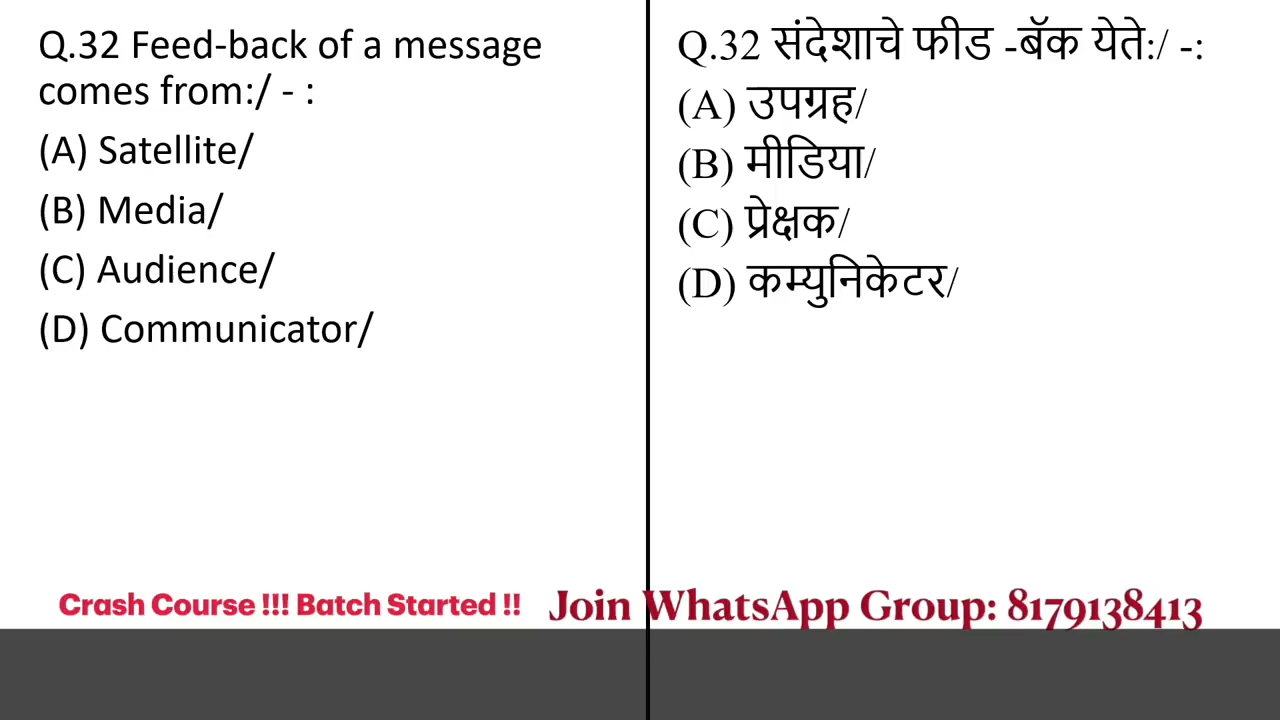 Q.32 Feed-back of a message
comes from:/ - :
(A) Satellite/
(B) Media/
(C) Audience/
(D) Communicator/
Q.32 संदेशाचे फीड -बॅक येते:/ -:
(A) उपग्रह/
(B) मीडिया/
(C) प्रेक्षक/
(D) कम्युनिकेटर/
Crash Course !!! Batch Started !!
Join WhatsApp Group: 8179138413